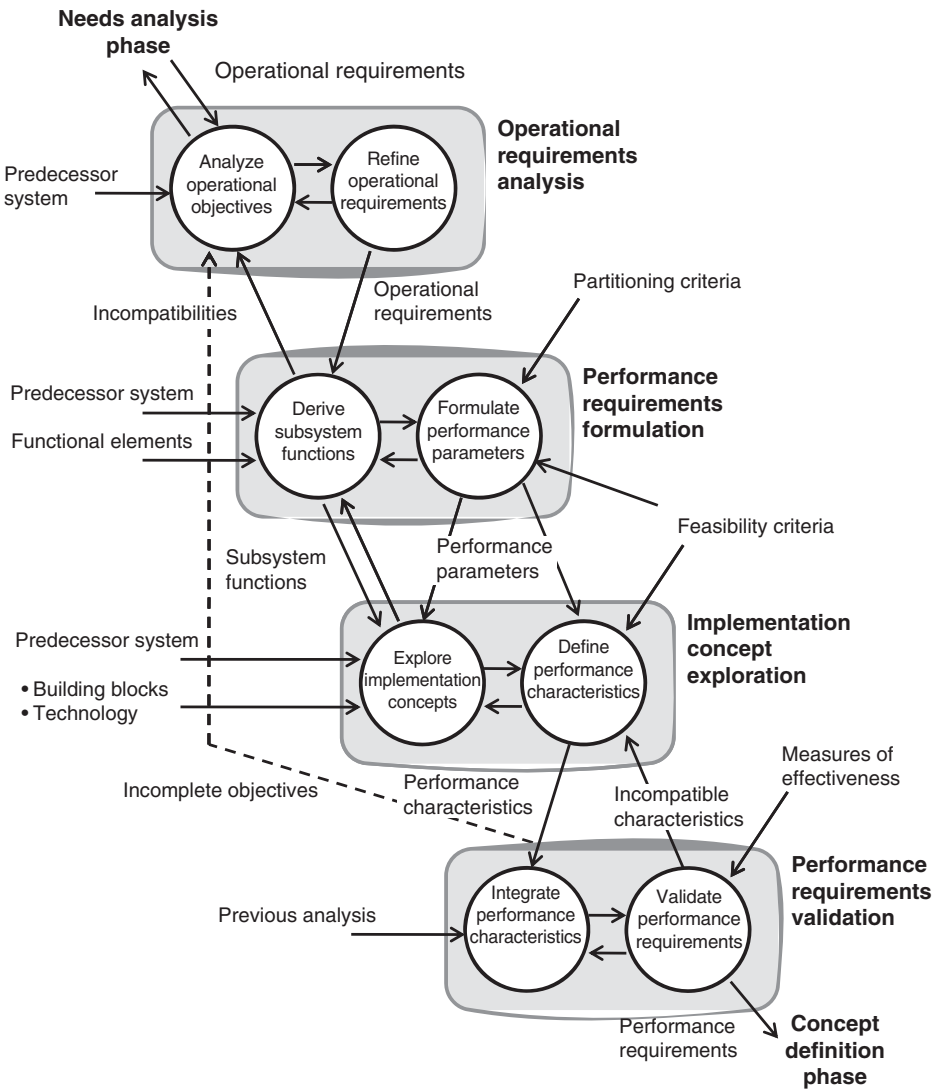 Needs analysis
phase
Operational requirements
Operational
requirements
analysis
Analyze
operational
objectives
Refine
operational
requirements
Predecessor
system
Operational
requirements
Incompatibilities
Partitioning criteria
Performance
requirements
formulation
Predecessor system
Functional elements
Derive
subsystem
functions
Formulate
performance
parameters
Feasibility criteria
Subsystem
functions
Performance
parameters
Implementation
concept
exploration
Predecessor system
• Building blocks
• Technology
Explore
implementation
concepts
Define
performance
characteristics
Measures of
effectiveness
Incomplete objectives
Performance
characteristics
Incompatible
characteristics
Performance
requirements
validation
Previous analysis
Integrate
performance
characteristics
Validate
performance
requirements
Performance
requirements
Concept
definition
phase